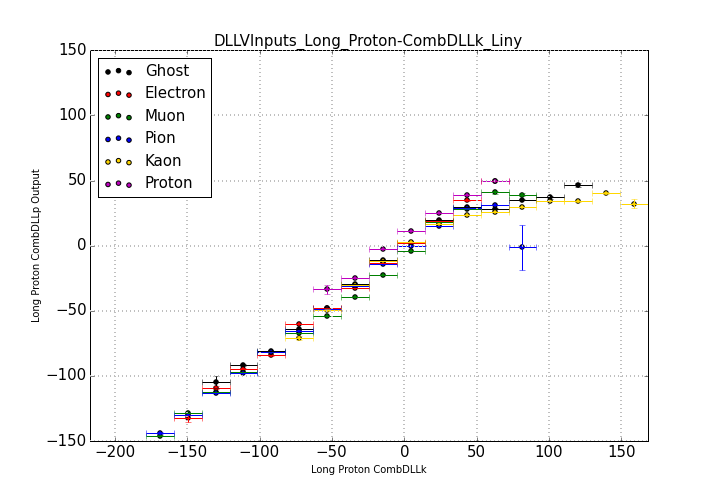 DLLVInputs_Long_Proton-CombDLLk_Liny
150
100
50
0
−50
−100
−150
Long Proton CombDLLp Output
Ghost
Electron
Muon
Pion
Kaon
Proton
−200 −150 −100 −50 0 50 100 150
Long Proton CombDLLk